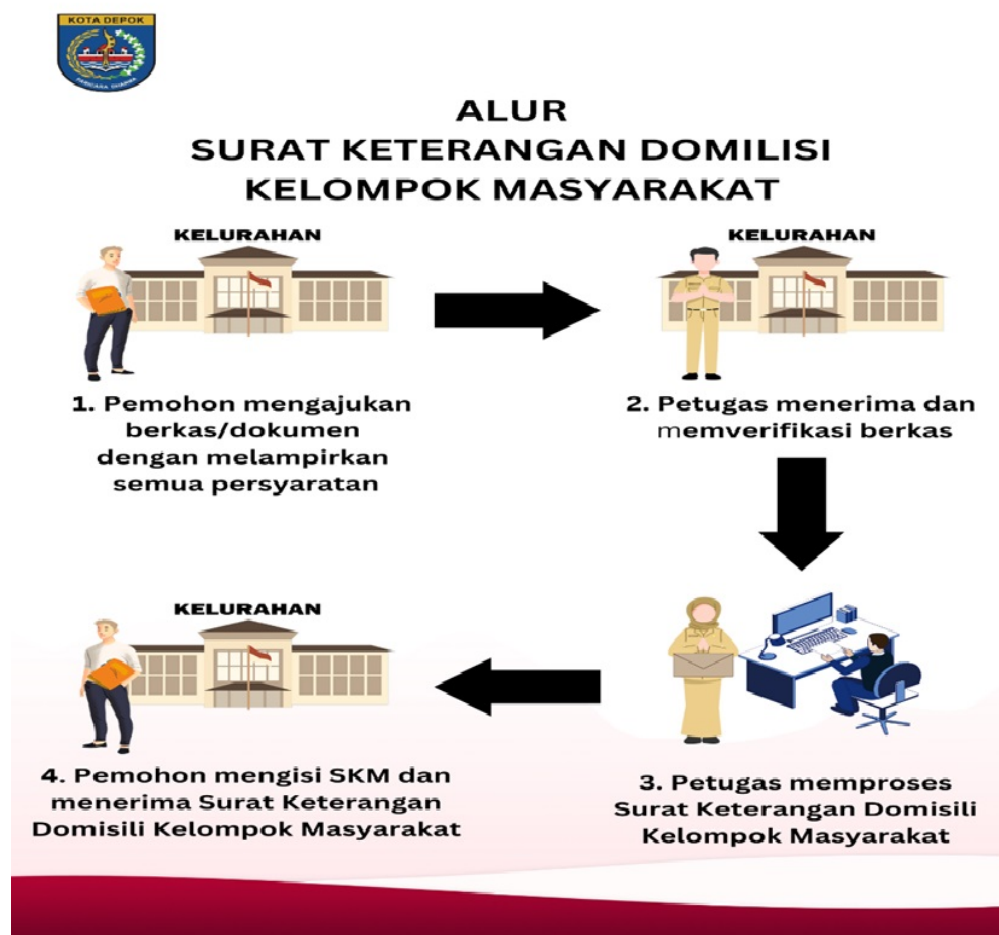 KOTA DEPOK
PARICARA DHARMA
ALUR
SURAT KETERANGAN DOMILISI
KELOMPOK MASYARAKAT
KELURAHAN
1. Pemohon mengajukan
berkas/dokumen
dengan melampirkan
semua persyaratan
KELURAHAN
2. Petugas menerima dan
memverifikasi berkas
3. Petugas memproses
Surat Keterangan Domisili
Kelompok Masyarakat
KELURAHAN
4. Pemohon mengisi SKM dan
menerima Surat Keterangan
Domisili Kelompok Masyarakat